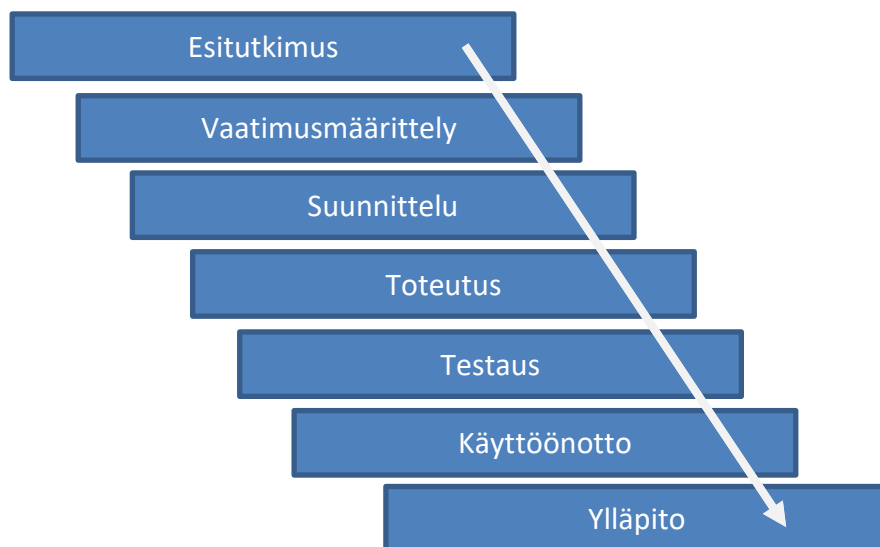 Esitutkimus
Vaatimusmäärittely
Suunnittelu
Toteutus
Testaus
Käyttöönotto
Ylläpito